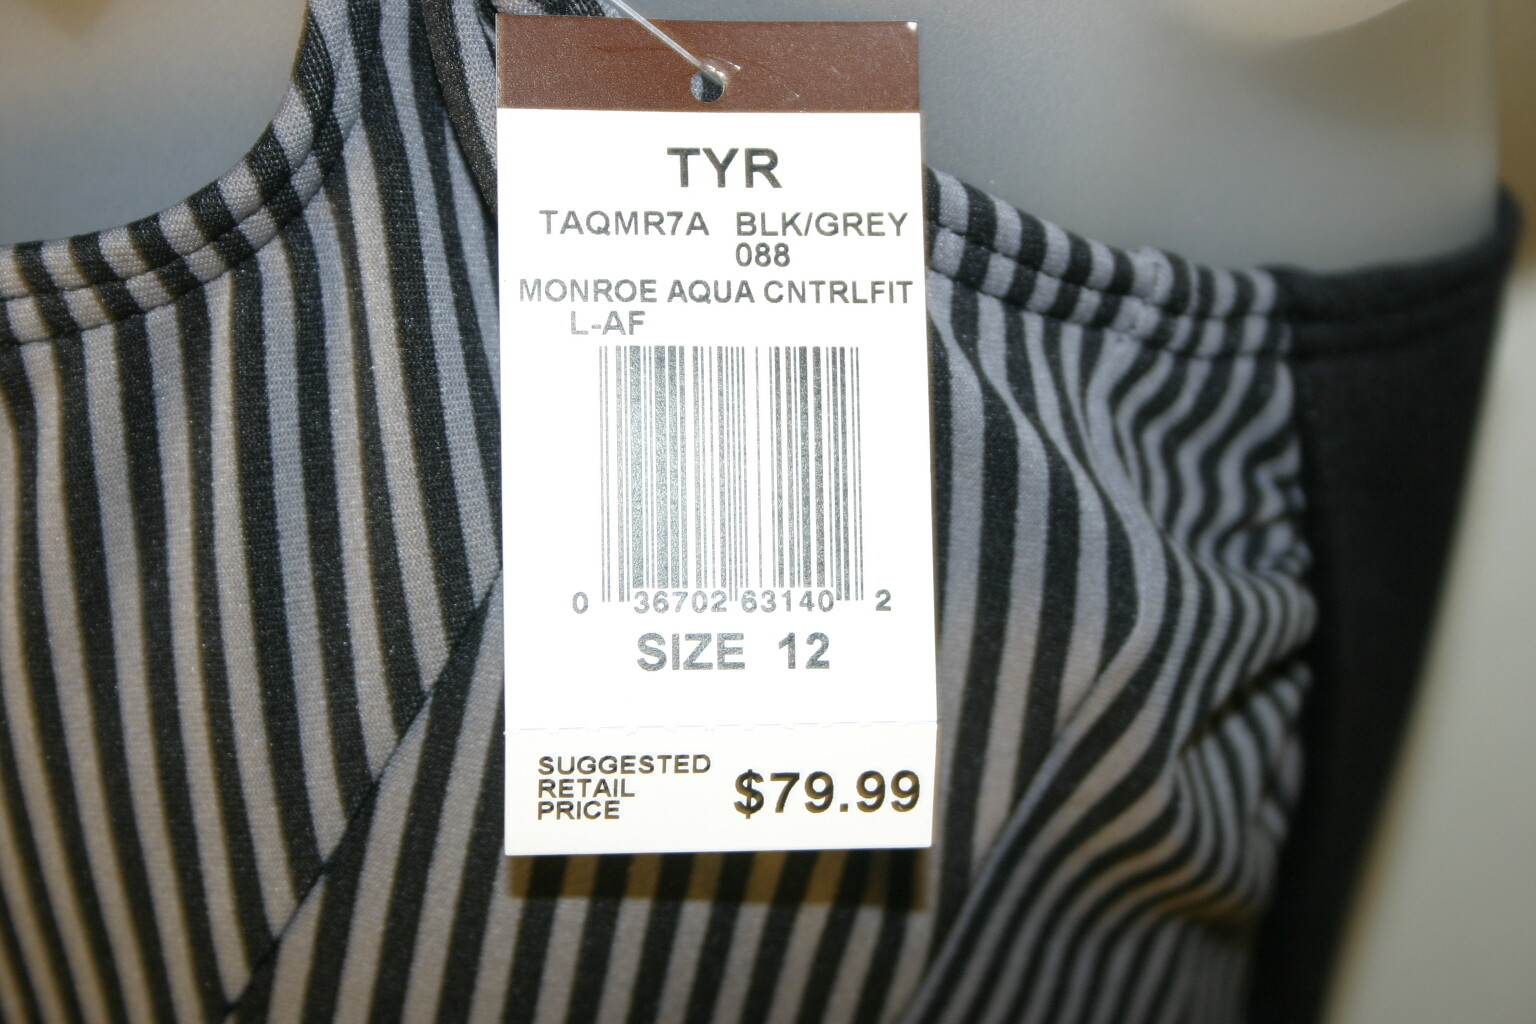 TYR
TAQMR7A BLK/GREY
088
MONROE AQUA CNTRLFIT
L-AF
0 36702 63140 2
SIZE 12
SUGGESTED
RETAIL
PRICE
$79.99